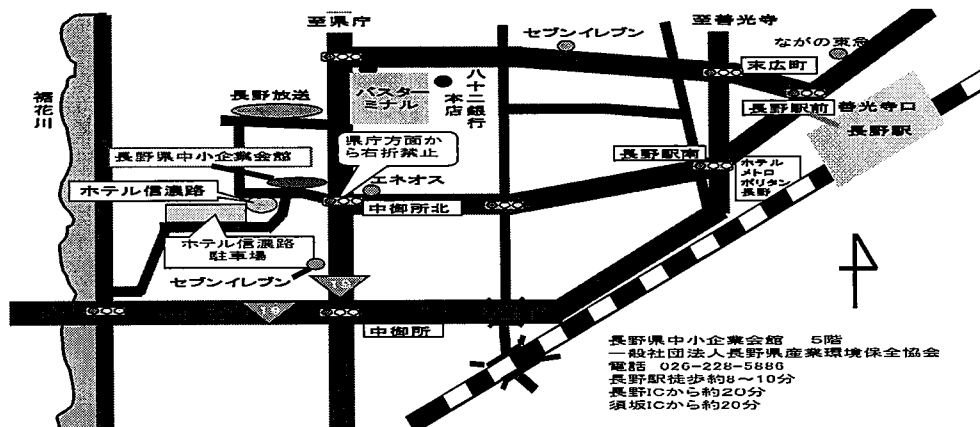 至県庁
至善光寺
セブンイレブン
ながの東急
末広町
裾花川
バスター
ミナル
八十二銀行
本店
長野放送
長野駅前
善光寺口
長野駅
県庁方面か
ら右折禁止
長野県中小企業会館
長野駅南
ホテル
メトロ
ポリタン
長野
エネオス
ホテル信濃路
中御所北
ホテル信濃路
駐車場
セブンイレブン
19
中御所
長野県中小企業会館 5階
一般社団法人長野県産業環境保全協会
電話 026-228-5886
長野駅徒歩約8〜10分
長野ICから約20分
須坂ICから約20分